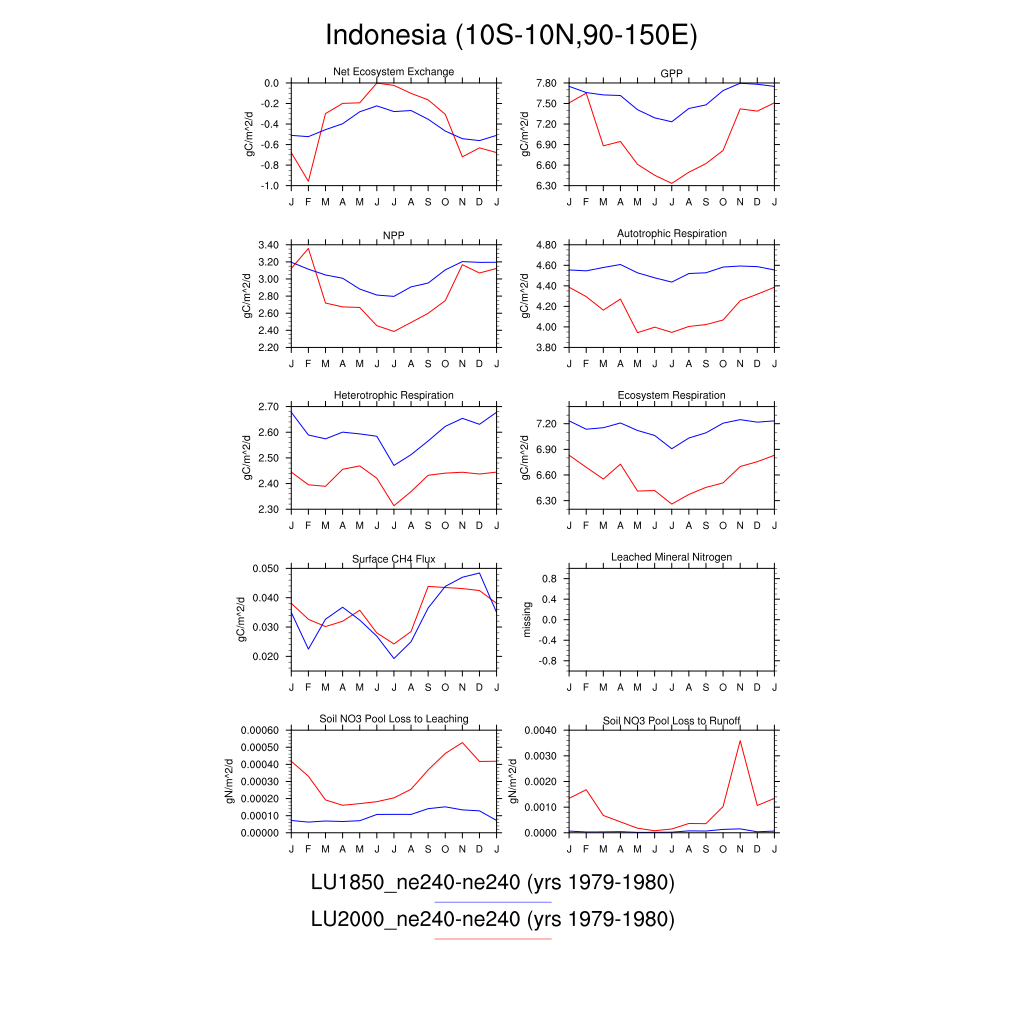 Indonesia (10S-10N,90-150E)
Net Ecosystem Exchange
gC/m^2/d
0.0
-0.2
-0.4
-0.6
-0.8
-1.0
J F M A M J J A S O N D J
GPP
gC/m^2/d
7.80
7.50
7.20
6.90
6.60
6.30
J F M A M J J A S O N D J
NPP
gC/m^2/d
3.40
3.20
3.00
2.80
2.60
2.40
2.20
J F M A M J J A S O N D J
Autotrophic Respiration
gC/m^2/d
4.80
4.60
4.40
4.20
4.00
3.80
J F M A M J J A S O N D J
Heterotrophic Respiration
gC/m^2/d
2.70
2.60
2.50
2.40
2.30
J F M A M J J A S O N D J
Ecosystem Respiration
gC/m^2/d
7.20
6.90
6.60
6.30
J F M A M J J A S O N D J
Surface CH4 Flux
gC/m^2/d
0.050
0.040
0.030
0.020
J F M A M J J A S O N D J
Leached Mineral Nitrogen
missing
0.8
0.4
0.0
-0.4
-0.8
J F M A M J J A S O N D J
Soil NO3 Pool Loss to Leaching
gN/m^2/d
0.00060
0.00050
0.00040
0.00030
0.00020
0.00010
0.00000
J F M A M J J A S O N D J
Soil NO3 Pool Loss to Runoff
gN/m^2/d
0.0040
0.0030
0.0020
0.0010
0.0000
J F M A M J J A S O N D J
LU1850_ne240-ne240 (yrs 1979-1980)
LU2000_ne240-ne240 (yrs 1979-1980)